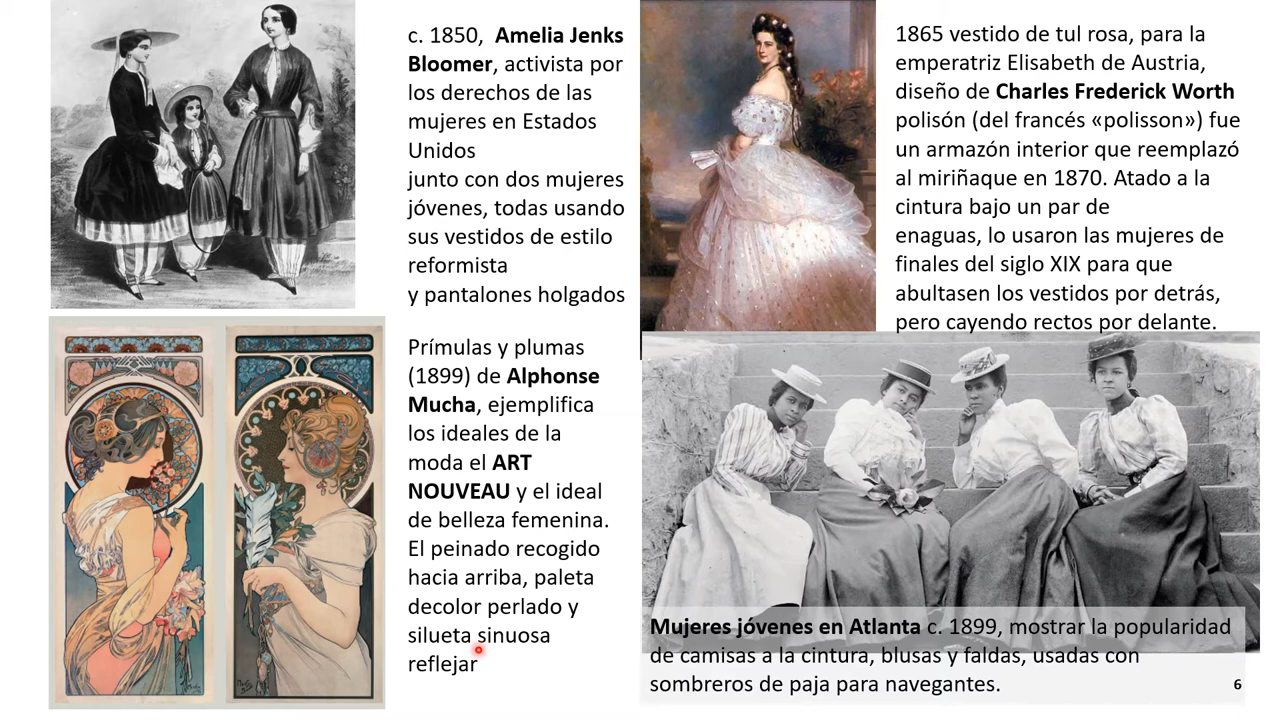 c. 1850,  Amelia Jenks
Bloomer, activista por
los derechos de las
mujeres en Estados
Unidos
junto con dos mujeres
jóvenes, todas usando
sus vestidos de estilo
reformista
y pantalones holgados
1865 vestido de tul rosa, para la
emperatriz Elisabeth de Austria,
diseño de Charles Frederick Worth
polisón (del francés «polisson») fue
un armazón interior que reemplazó
al miriñaque en 1870. Atado a la
cintura bajo un par de
enaguas, lo usaron las mujeres de
finales del siglo XIX para que
abultasen los vestidos por detrás,
pero cayendo rectos por delante.
Prímulas y plumas
(1899) de Alphonse
Mucha, ejemplifica
los ideales de la
moda el ART
NOUVEAU y el ideal
de belleza femenina.
El peinado recogido
hacia arriba, paleta
decolor perlado y
silueta sinuosa
reflejar
Mujeres jóvenes en Atlanta c. 1899, mostrar la popularidad
de camisas a la cintura, blusas y faldas, usadas con
sombreros de paja para navegantes.
6